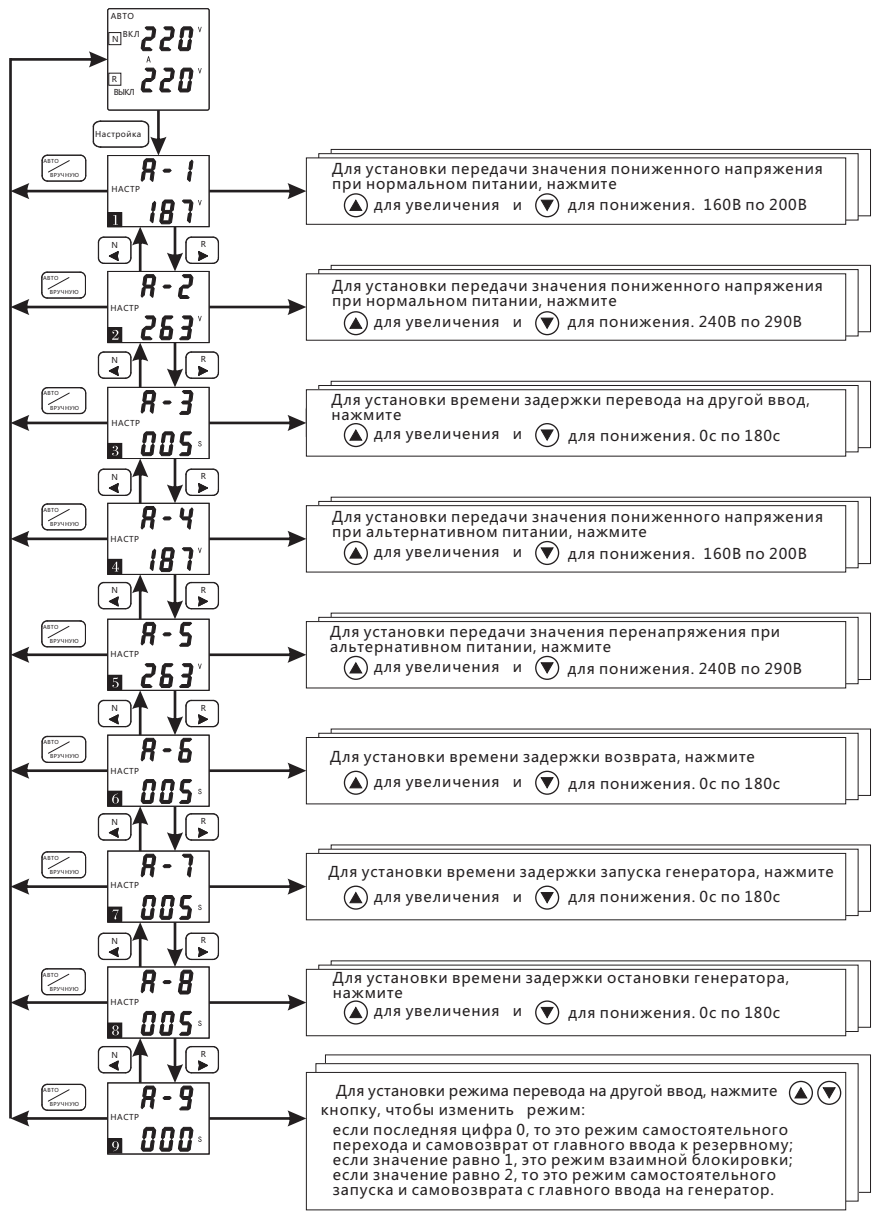 АВТО
N ВКЛ 220 V
A
R 220 V
ВЫКЛ
Настройка
АВТО ВРУЧНУЮ
A-1
НАСТР
1 187 V
Для установки передачи значения пониженного напряжения
при нормальном питании, нажмите
для увеличения и для понижения. 160В по 200В
N R
АВТО ВРУЧНУЮ
A-2
НАСТР
2 263 V
Для установки передачи значения пониженного напряжения
при нормальном питании, нажмите
для увеличения и для понижения. 240В по 290В
N R
АВТО ВРУЧНУЮ
A-3
НАСТР
3 005 S
Для установки времени задержки перевода на другой ввод,
нажмите
для увеличения и для понижения. 0с по 180с
N R
АВТО ВРУЧНУЮ
A-4
НАСТР
4 187 V
Для установки передачи значения пониженного напряжения
при альтернативном питании, нажмите
для увеличения и для понижения. 160В по 200В
N R
АВТО ВРУЧНУЮ
A-5
НАСТР
5 263 V
Для установки передачи значения перенапряжения при
альтернативном питании, нажмите
для увеличения и для понижения. 240В по 290В
N R
АВТО ВРУЧНУЮ
A-6
НАСТР
6 005 S
Для установки времени задержки возврата, нажмите
для увеличения и для понижения. 0с по 180с
N R
АВТО ВРУЧНУЮ
A-7
НАСТР
7 005 S
Для установки времени задержки запуска генератора, нажмите
для увеличения и для понижения. 0с по 180с
N R
АВТО ВРУЧНУЮ
A-8
НАСТР
8 005 S
Для установки времени задержки остановки генератора,
нажмите
для увеличения и для понижения. 0с по 180с
N R
АВТО ВРУЧНУЮ
A-9
НАСТР
9 000 S
Для установки режима перевода на другой ввод, нажмите
кнопку, чтобы изменить режим:
если последняя цифра 0, то это режим самостоятельного
перехода и самовозврат от главного ввода к резервному;
если значение равно 1, это режим взаимной блокировки;
если значение равно 2, то это режим самостоятельного
запуска и самовозврата с главного ввода на генератор.